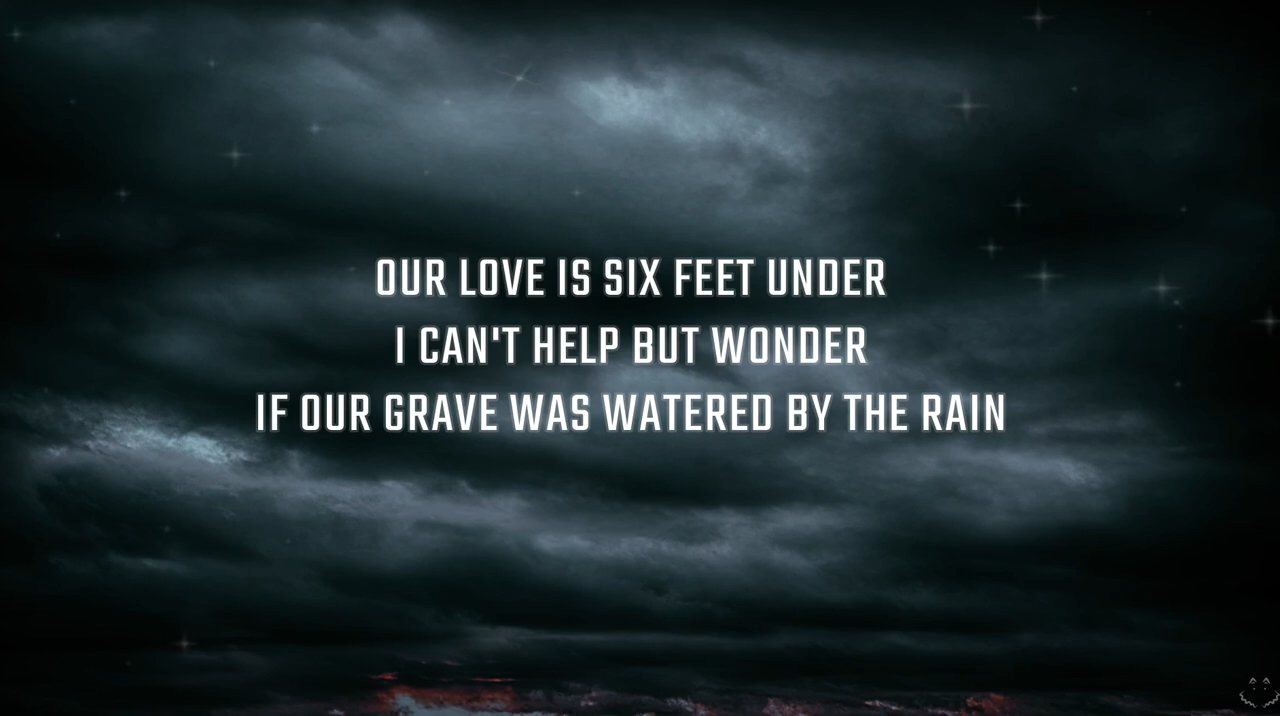 OUR LOVE IS SIX FEET UNDER
I CAN'T HELP BUT WONDER
IF OUR GRAVE WAS WATERED BY THE RAIN